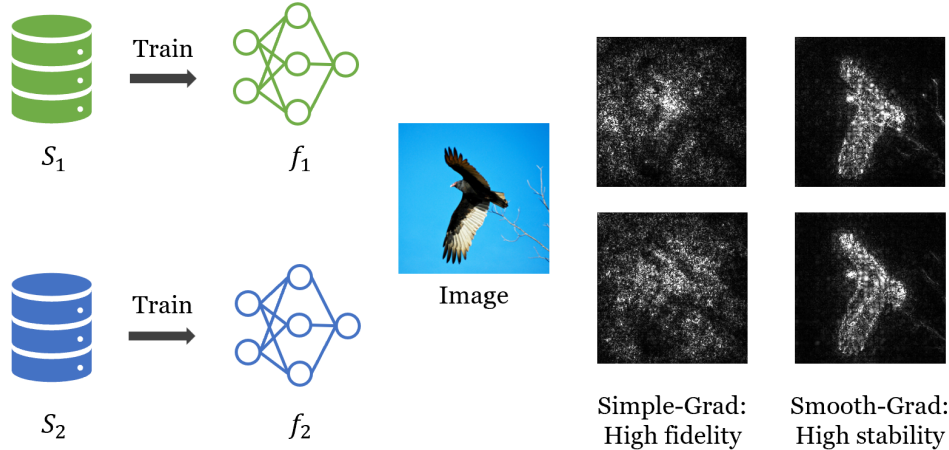 Train
S₁
f₁
Image
Train
S₂
f₂
Simple-Grad:
High fidelity
Smooth-Grad:
High stability